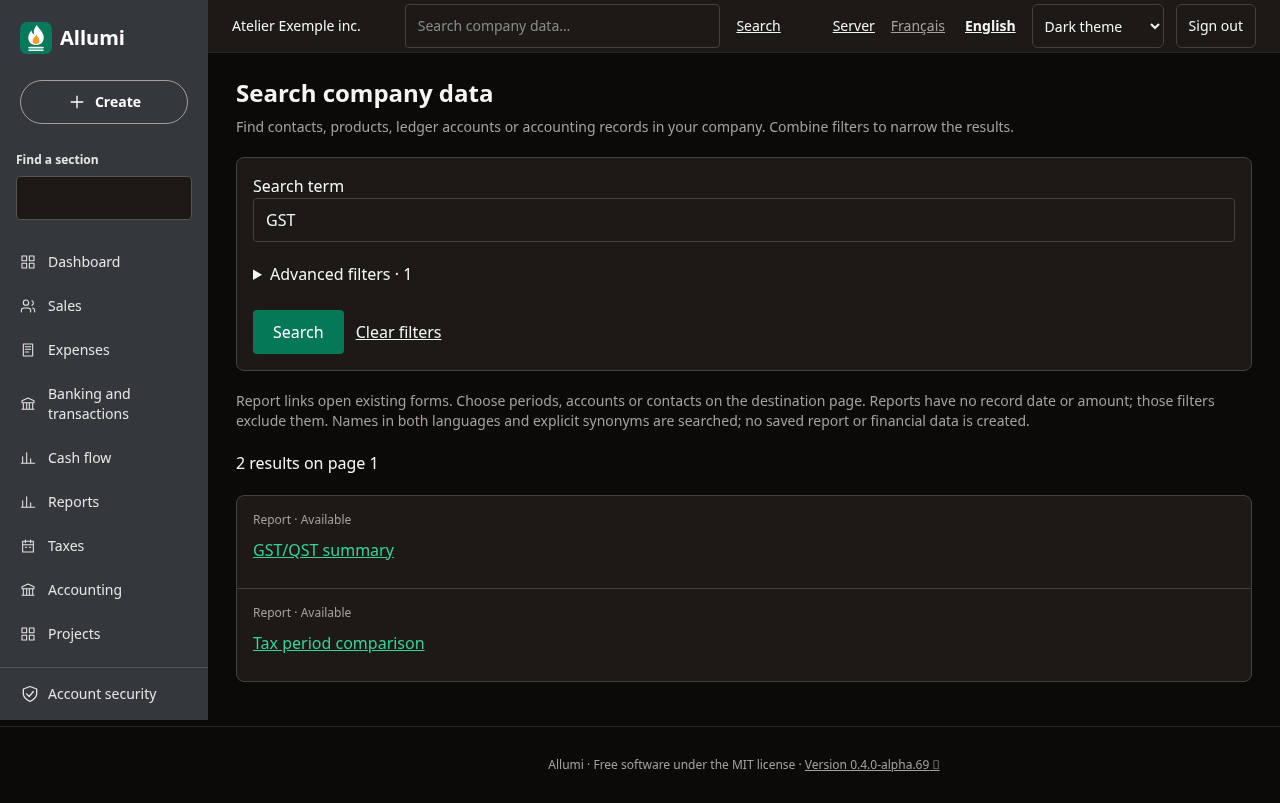 Allumi
Create
Find a section
Dashboard
Sales
Expenses
Banking and
transactions
Cash flow
Reports
Taxes
Accounting
Projects
Account security
Atelier Exemple inc.
Search company data…
Search
Server
Français
English
Dark theme
Sign out
Search company data
Find contacts, products, ledger accounts or accounting records in your company. Combine filters to narrow the results.
Search term
GST
Advanced filters · 1
Search
Clear filters
Report links open existing forms. Choose periods, accounts or contacts on the destination page. Reports have no record date or amount; those filters
exclude them. Names in both languages and explicit synonyms are searched; no saved report or financial data is created.
2 results on page 1
Report · Available
GST/QST summary
Report · Available
Tax period comparison
Allumi · Free software under the MIT license · Version 0.4.0-alpha.69